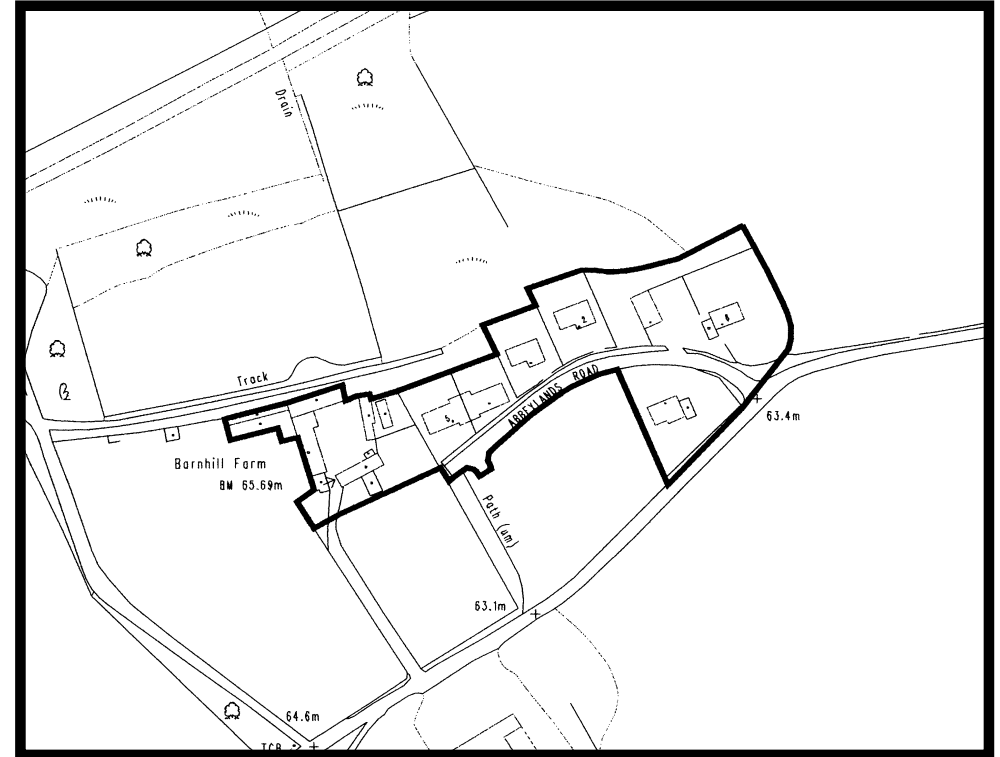 Drain
2
8
Track
ABBEYLANDS ROAD
5
63.4m
Barnhill Farm
BM 65.69m
Path (um)
63.1m
64.6m
TCB